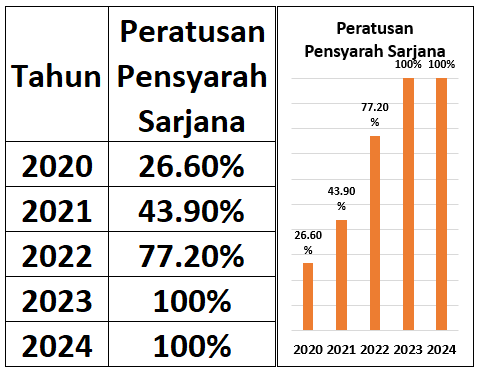 Tahun Peratusan
Pensyarah
Sarjana
2020 26.60%
2021 43.90%
2022 77.20%
2023 100%
2024 100%
Peratusan
Pensyarah Sarjana
26.60
%
43.90
%
77.20
%
100%
100%
2020 2021 2022 2023 2024